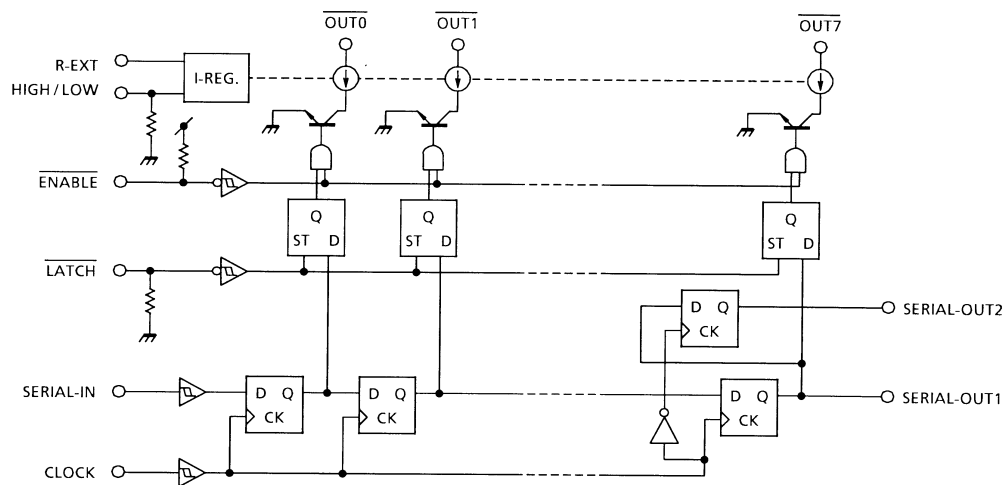 OUT0 OUT1 OUT7
R-EXT
I-REG.
HIGH / LOW
ENABLE
Q Q Q
ST D ST D ST D
LATCH
D Q
CK
SERIAL-OUT2
SERIAL-IN
D Q D Q D Q
CK CK CK
SERIAL-OUT1
CLOCK